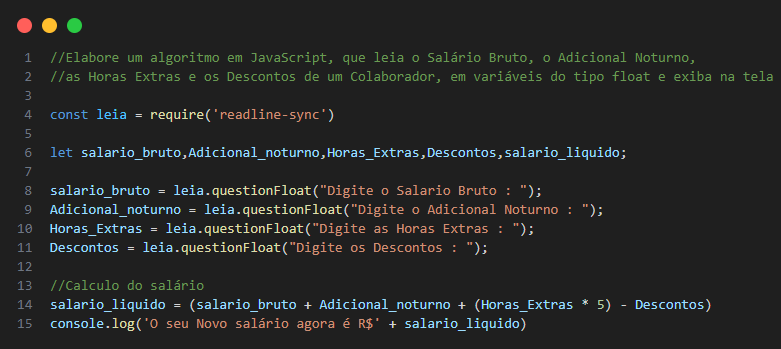 1 //Elabore um algoritmo em JavaScript, que leia o Salário Bruto, o Adicional Noturno,
2 //as Horas Extras e os Descontos de um Colaborador, em variáveis do tipo float e exiba na tela
3
4 const leia = require('readline-sync')
5
6 let salario_bruto,Adicional_noturno,Horas_Extras,Descontos,salario_liquido;
7
8 salario_bruto = leia.questionFloat("Digite o Salario Bruto : ");
9 Adicional_noturno = leia.questionFloat("Digite o Adicional Noturno : ");
10 Horas_Extras = leia.questionFloat("Digite as Horas Extras : ");
11 Descontos = leia.questionFloat("Digite os Descontos : ");
12
13 //Calculo do salário
14 salario_liquido = (salario_bruto + Adicional_noturno + (Horas_Extras * 5) - Descontos)
15 console.log('O seu Novo salário agora é R$' + salario_liquido)